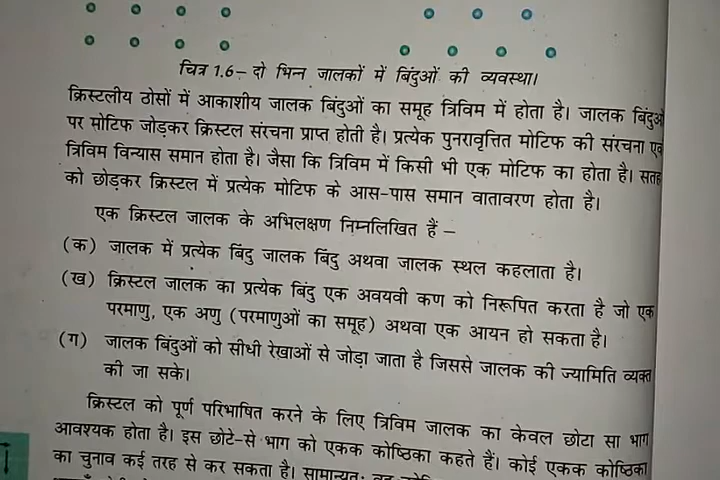 चित्र 1.6– दो भिन्न जालकों में बिंदुओं की व्यवस्था।
क्रिस्टलीय ठोसों में आकाशीय जालक बिंदुओं का समूह त्रिविम में होता है। जालक बिंदुओं
पर मोटिफ जोड़कर क्रिस्टल संरचना प्राप्त होती है। प्रत्येक पुनरावृत्तित मोटिफ की संरचना एवं
त्रिविम विन्यास समान होता है। जैसा कि त्रिविम में किसी भी एक मोटिफ का होता है। सतह
को छोड़कर क्रिस्टल में प्रत्येक मोटिफ के आस-पास समान वातावरण होता है।
एक क्रिस्टल जालक के अभिलक्षण निम्नलिखित हैं –
(क) जालक में प्रत्येक बिंदु जालक बिंदु अथवा जालक स्थल कहलाता है।
(ख) क्रिस्टल जालक का प्रत्येक बिंदु एक अवयवी कण को निरूपित करता है जो एक
परमाणु, एक अणु (परमाणुओं का समूह) अथवा एक आयन हो सकता है।
(ग) जालक बिंदुओं को सीधी रेखाओं से जोड़ा जाता है जिससे जालक की ज्यामिति व्यक्त
की जा सके।
क्रिस्टल को पूर्ण परिभाषित करने के लिए त्रिविम जालक का केवल छोटा सा भाग
आवश्यक होता है। इस छोटे-से भाग को एकक कोष्ठिका कहते हैं। कोई एकक कोष्ठिका
का चुनाव कई तरह से कर सकता है। सामान्यतः